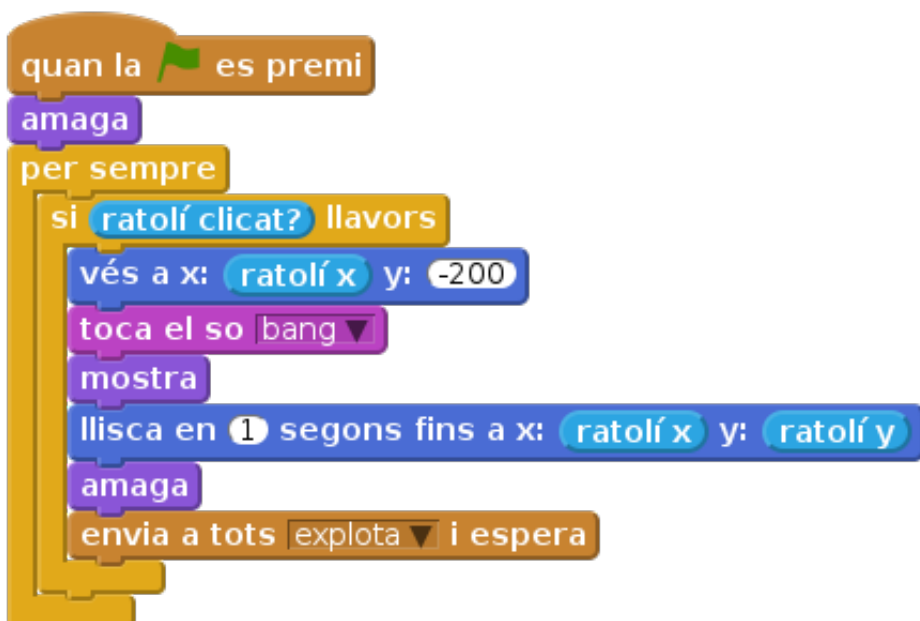 quan la es premi
amaga
per sempre
si ratolí clicat? llavors
vés a x: ratolí x y: -200
toca el so bang
mostra
llisca en 1 segons fins a x: ratolí x y: ratolí y
amaga
envia a tots explota i espera